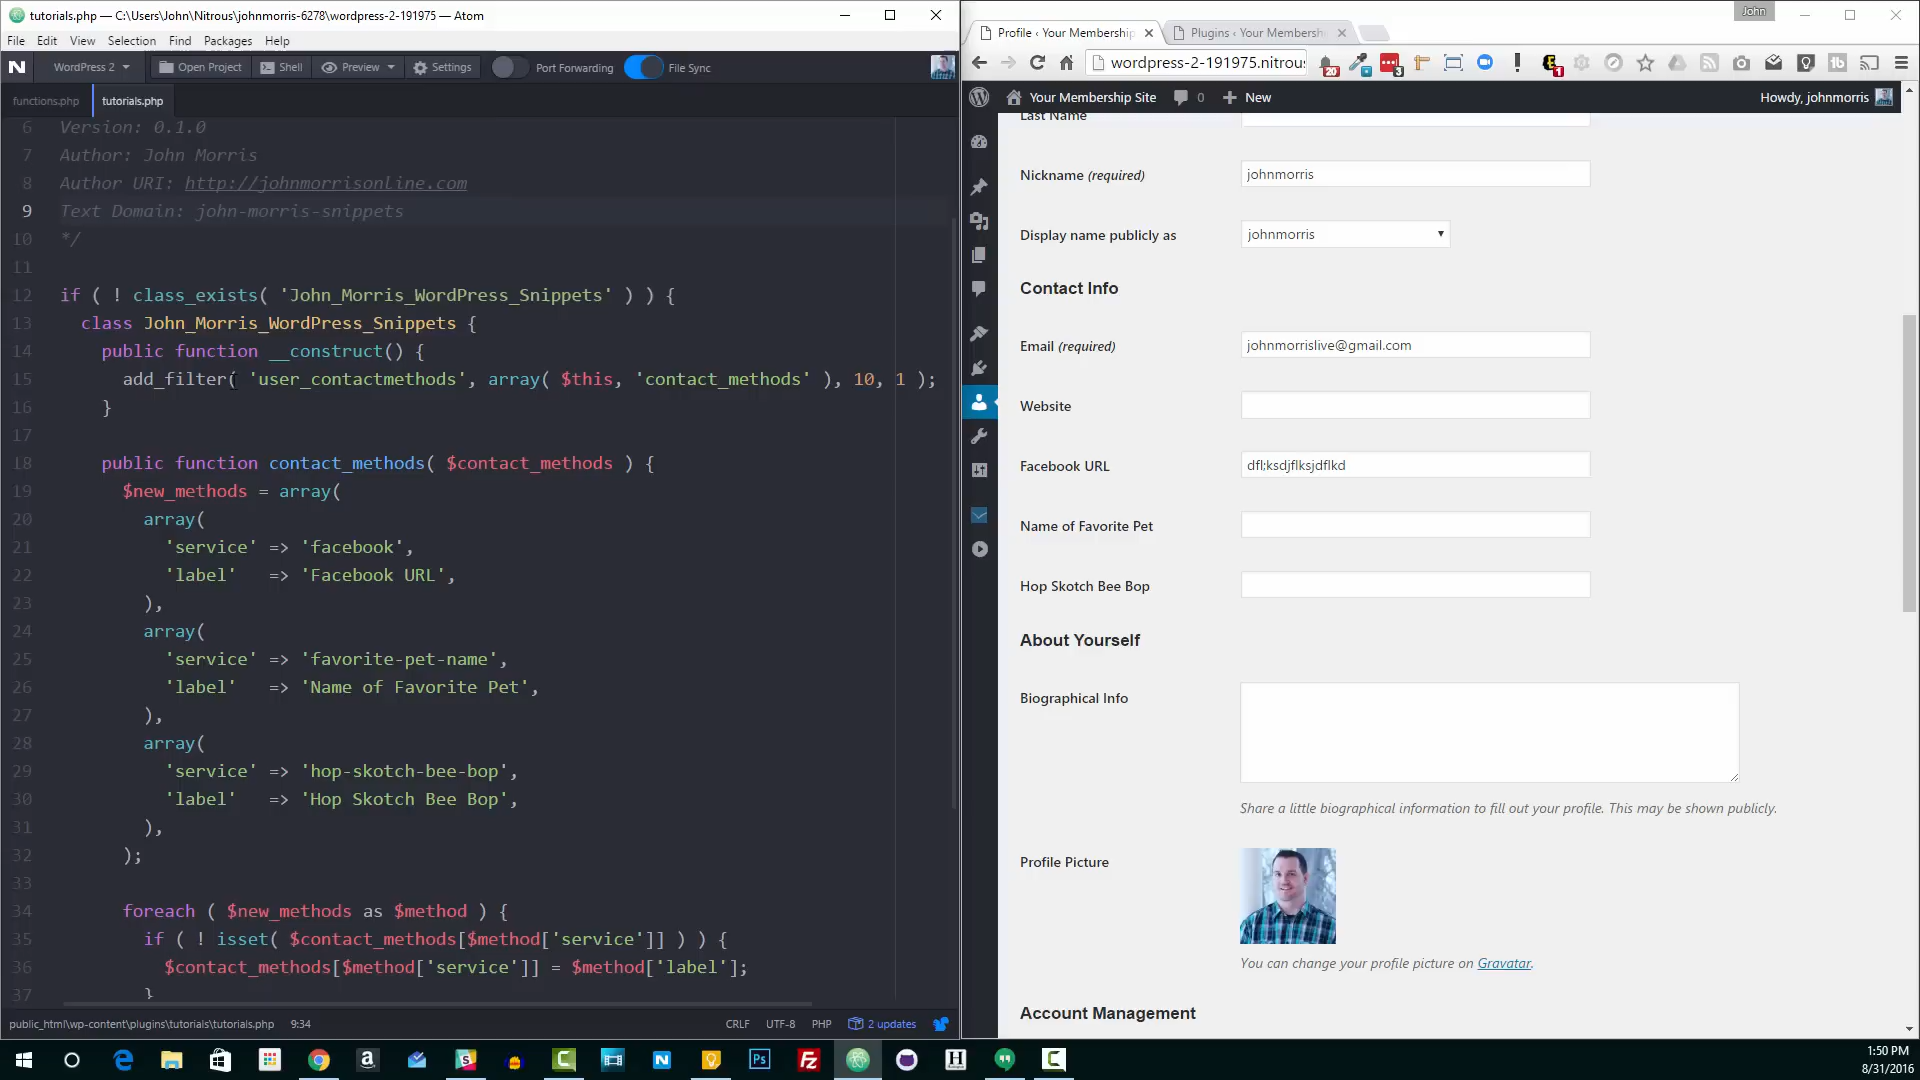 tutorials.php — C:\Users\John\Nitrous\johnmorris-6278\wordpress-2-191975 — Atom
File Edit View Selection Find Packages Help
N WordPress 2 Open Project Shell Preview Settings Port Forwarding File Sync
functions.php tutorials.php
6 Version: 0.1.0
7 Author: John Morris
8 Author URI: http://johnmorrisonline.com
9 Text Domain: john-morris-snippets
10 */
11
12 if ( ! class_exists( 'John_Morris_WordPress_Snippets' ) ) {
13 class John_Morris_WordPress_Snippets {
14 public function __construct() {
15 add_filter( 'user_contactmethods', array( $this, 'contact_methods' ), 10, 1 );
16 }
17
18 public function contact_methods( $contact_methods ) {
19 $new_methods = array(
20 array(
21 'service' => 'facebook',
22 'label' => 'Facebook URL',
23 ),
24 array(
25 'service' => 'favorite-pet-name',
26 'label' => 'Name of Favorite Pet',
27 ),
28 array(
29 'service' => 'hop-skotch-bee-bop',
30 'label' => 'Hop Skotch Bee Bop',
31 ),
32 );
33
34 foreach ( $new_methods as $method ) {
35 if ( ! isset( $contact_methods[$method['service']] ) ) {
36 $contact_methods[$method['service']] = $method['label'];
37 }
public_html\wp-content\plugins\tutorials\tutorials.php 9:34 CRLF UTF-8 PHP 2 updates
John
Profile ‹ Your Membership Plugins ‹ Your Membersh
wordpress-2-191975.nitrous 20 2 3 1
Your Membership Site 0 New Howdy, johnmorris
Last Name
Nickname (required) johnmorris
Display name publicly as johnmorris
Contact Info
Email (required) johnmorrislive@gmail.com
Website
Facebook URL dfl;ksdjflksjdflkd
Name of Favorite Pet
Hop Skotch Bee Bop
About Yourself
Biographical Info
Share a little biographical information to fill out your profile. This may be shown publicly.
Profile Picture
You can change your profile picture on Gravatar.
Account Management
1:50 PM
8/31/2016